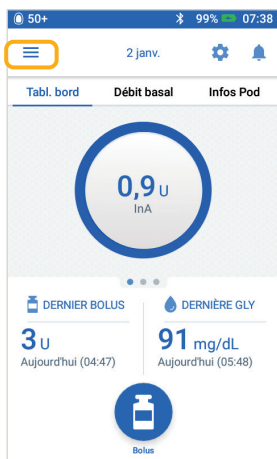 50+ 99% 07:38
2 janv.
Tabl. bord Débit basal Infos Pod
0,9 U
InA
DERNIER BOLUS DERNIÈRE GLY
3 U 91 mg/dL
Aujourd'hui (04:47) Aujourd'hui (05:48)
Bolus